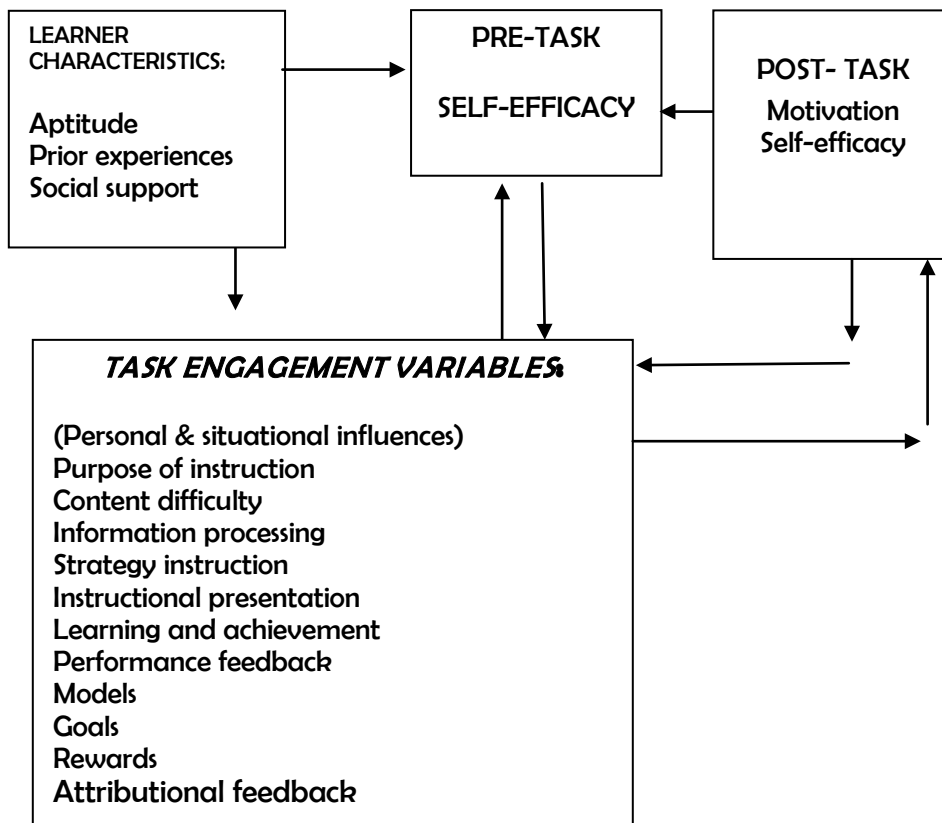 LEARNER
CHARACTERISTICS:
Aptitude
Prior experiences
Social support
PRE-TASK
SELF-EFFICACY
POST- TASK
Motivation
Self-efficacy
TASK ENGAGEMENT VARIABLES:
(Personal & situational influences)
Purpose of instruction
Content difficulty
Information processing
Strategy instruction
Instructional presentation
Learning and achievement
Performance feedback
Models
Goals
Rewards
Attributional feedback